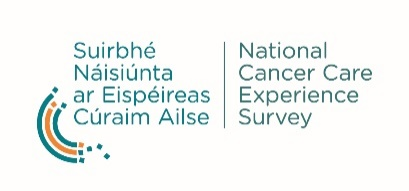 Suirbhé
Náisiúnta
ar Eispéireas
Cúraim Ailse
National
Cancer Care
Experience
Survey